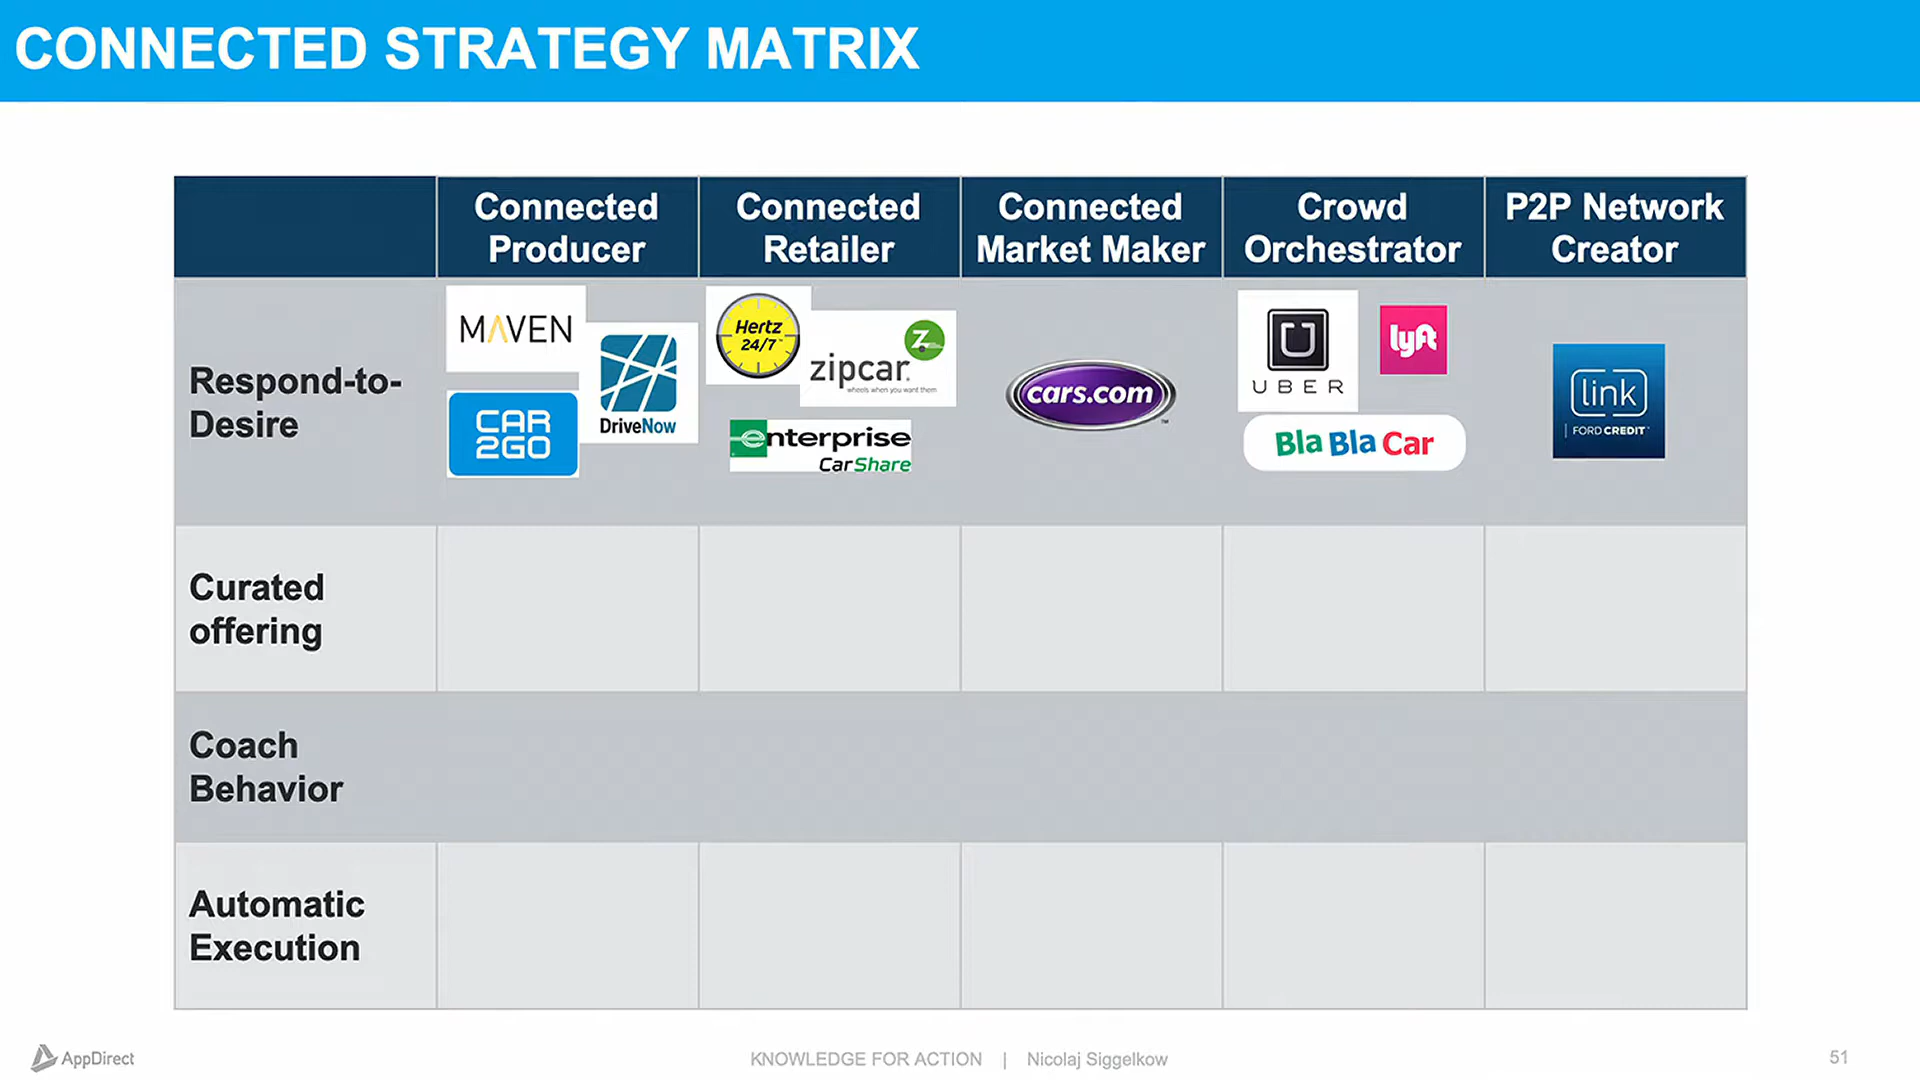 CONNECTED STRATEGY MATRIX
Connected
Producer
Connected
Retailer
Connected
Market Maker
Crowd
Orchestrator
P2P Network
Creator
Respond-to-
Desire
MAVEN
DriveNow
CAR
2GO
Hertz
24/7™
Z
zipcar.
wheels when you want them
enterprise
CarShare
cars.com™
U
UBER
lyft
Bla Bla Car
link
FORD CREDIT
Curated
offering
Coach
Behavior
Automatic
Execution
AppDirect
KNOWLEDGE FOR ACTION | Nicolaj Siggelkow
51